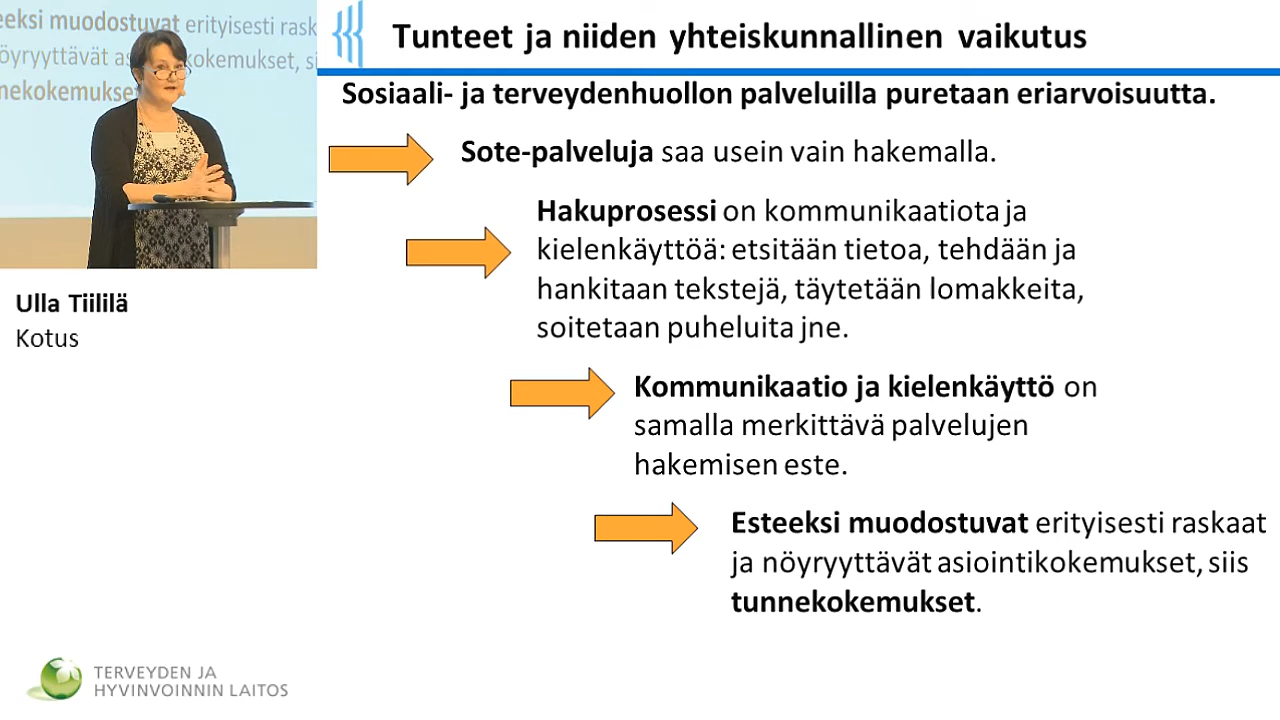 eeksi muodostuvat erityisesti rask
öyryyttävät as kokemukset, si
nekokemukset
Tunteet ja niiden yhteiskunnallinen vaikutus
Sosiaali- ja terveydenhuollon palveluilla puretaan eriarvoisuutta.
Sote-palveluja saa usein vain hakemalla.
Hakuprosessi on kommunikaatiota ja
kielenkäyttöä: etsitään tietoa, tehdään ja
hankitaan tekstejä, täytetään lomakkeita,
soitetaan puheluita jne.
Kommunikaatio ja kielenkäyttö on
samalla merkittävä palvelujen
hakemisen este.
Esteeksi muodostuvat erityisesti raskaat
ja nöyryyttävät asiointikokemukset, siis
tunnekokemukset.
Ulla Tiililä
Kotus
TERVEYDEN JA
HYVINVOINNIN LAITOS